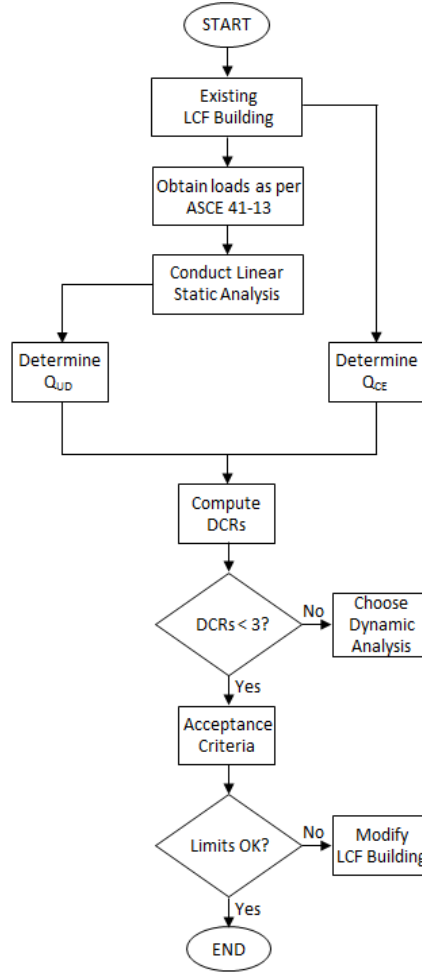 START
Existing
LCF Building
Obtain loads as per
ASCE 41-13
Conduct Linear
Static Analysis
Determine
QUD
Determine
QCE
Compute
DCRs
DCRs < 3?
No
Choose
Dynamic
Analysis
Yes
Acceptance
Criteria
Limits OK?
No
Modify
LCF Building
Yes
END